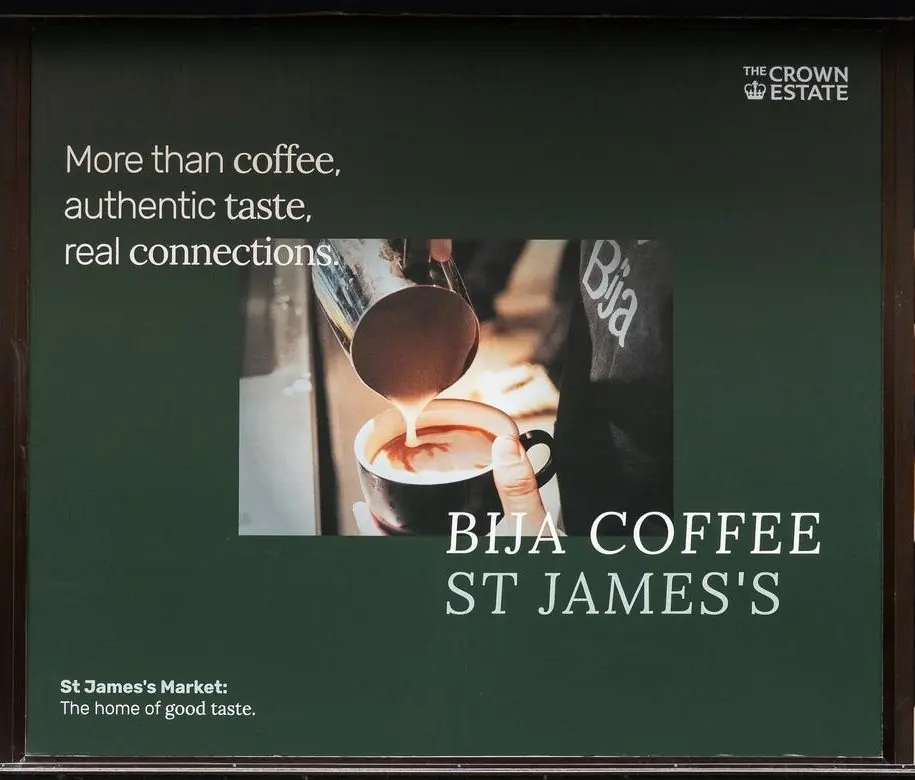 THE CROWN
ESTATE
More than coffee,
authentic taste,
real connections.
Bija
BIJA COFFEE
ST JAMES'S
St James's Market:
The home of good taste.